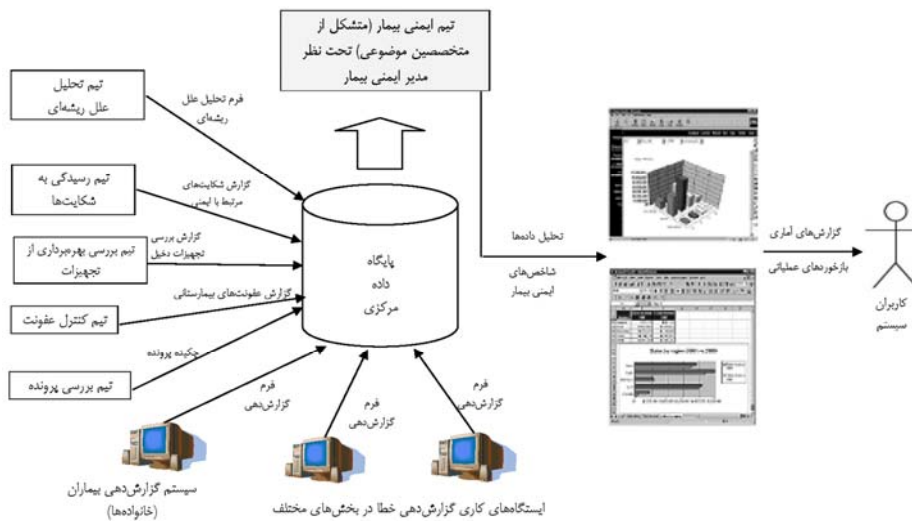 تیم ایمنی بیمار (متشکل از
متخصصین موضوعی) تحت نظر
مدیر ایمنی بیمار
تیم تحلیل
علل ریشه‌ای
فرم تحلیل علل
ریشه‌ای
تیم رسیدگی به
شکایت‌ها
گزارش شکایت‌های
مرتبط با ایمنی
تیم بررسی بهره‌برداری از
تجهیزات
گزارش بررسی
تجهیزات دخیل
تیم کنترل عفونت
گزارش عفونت‌های بیمارستانی
تیم بررسی پرونده
چکیده پرونده
پایگاه
داده
مرکزی
تحلیل داده‌ها
شاخص‌های
ایمنی بیمار
گزارش‌های آماری
بازخوردهای عملیاتی
کاربران
سیستم
فرم
گزارش‌دهی
فرم
گزارش‌دهی
فرم
گزارش‌دهی
سیستم گزارش‌دهی بیماران
(خانواده‌ها)
ایستگاه‌های کاری گزارش‌دهی خطا در بخش‌های مختلف